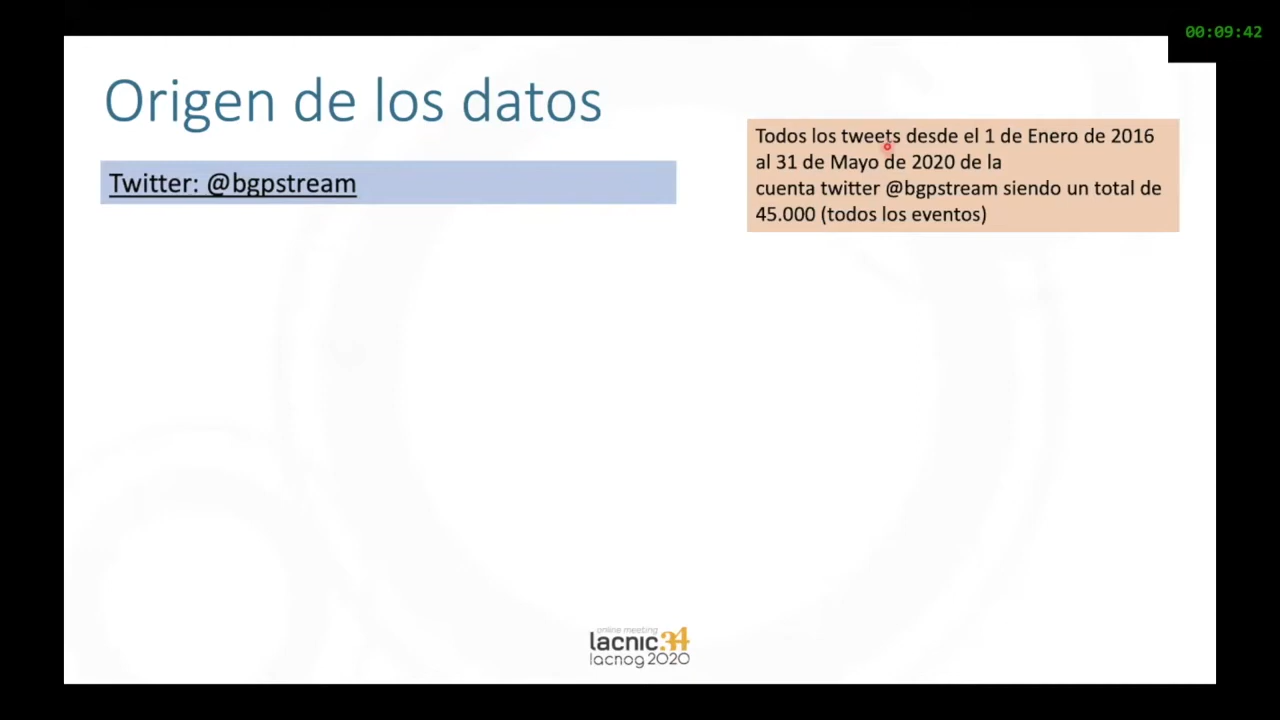 00:09:42
Origen de los datos
Twitter: @bgpstream
Todos los tweets desde el 1 de Enero de 2016
al 31 de Mayo de 2020 de la
cuenta twitter @bgpstream siendo un total de
45.000 (todos los eventos)
online meeting
lacnic34
lacnog2020